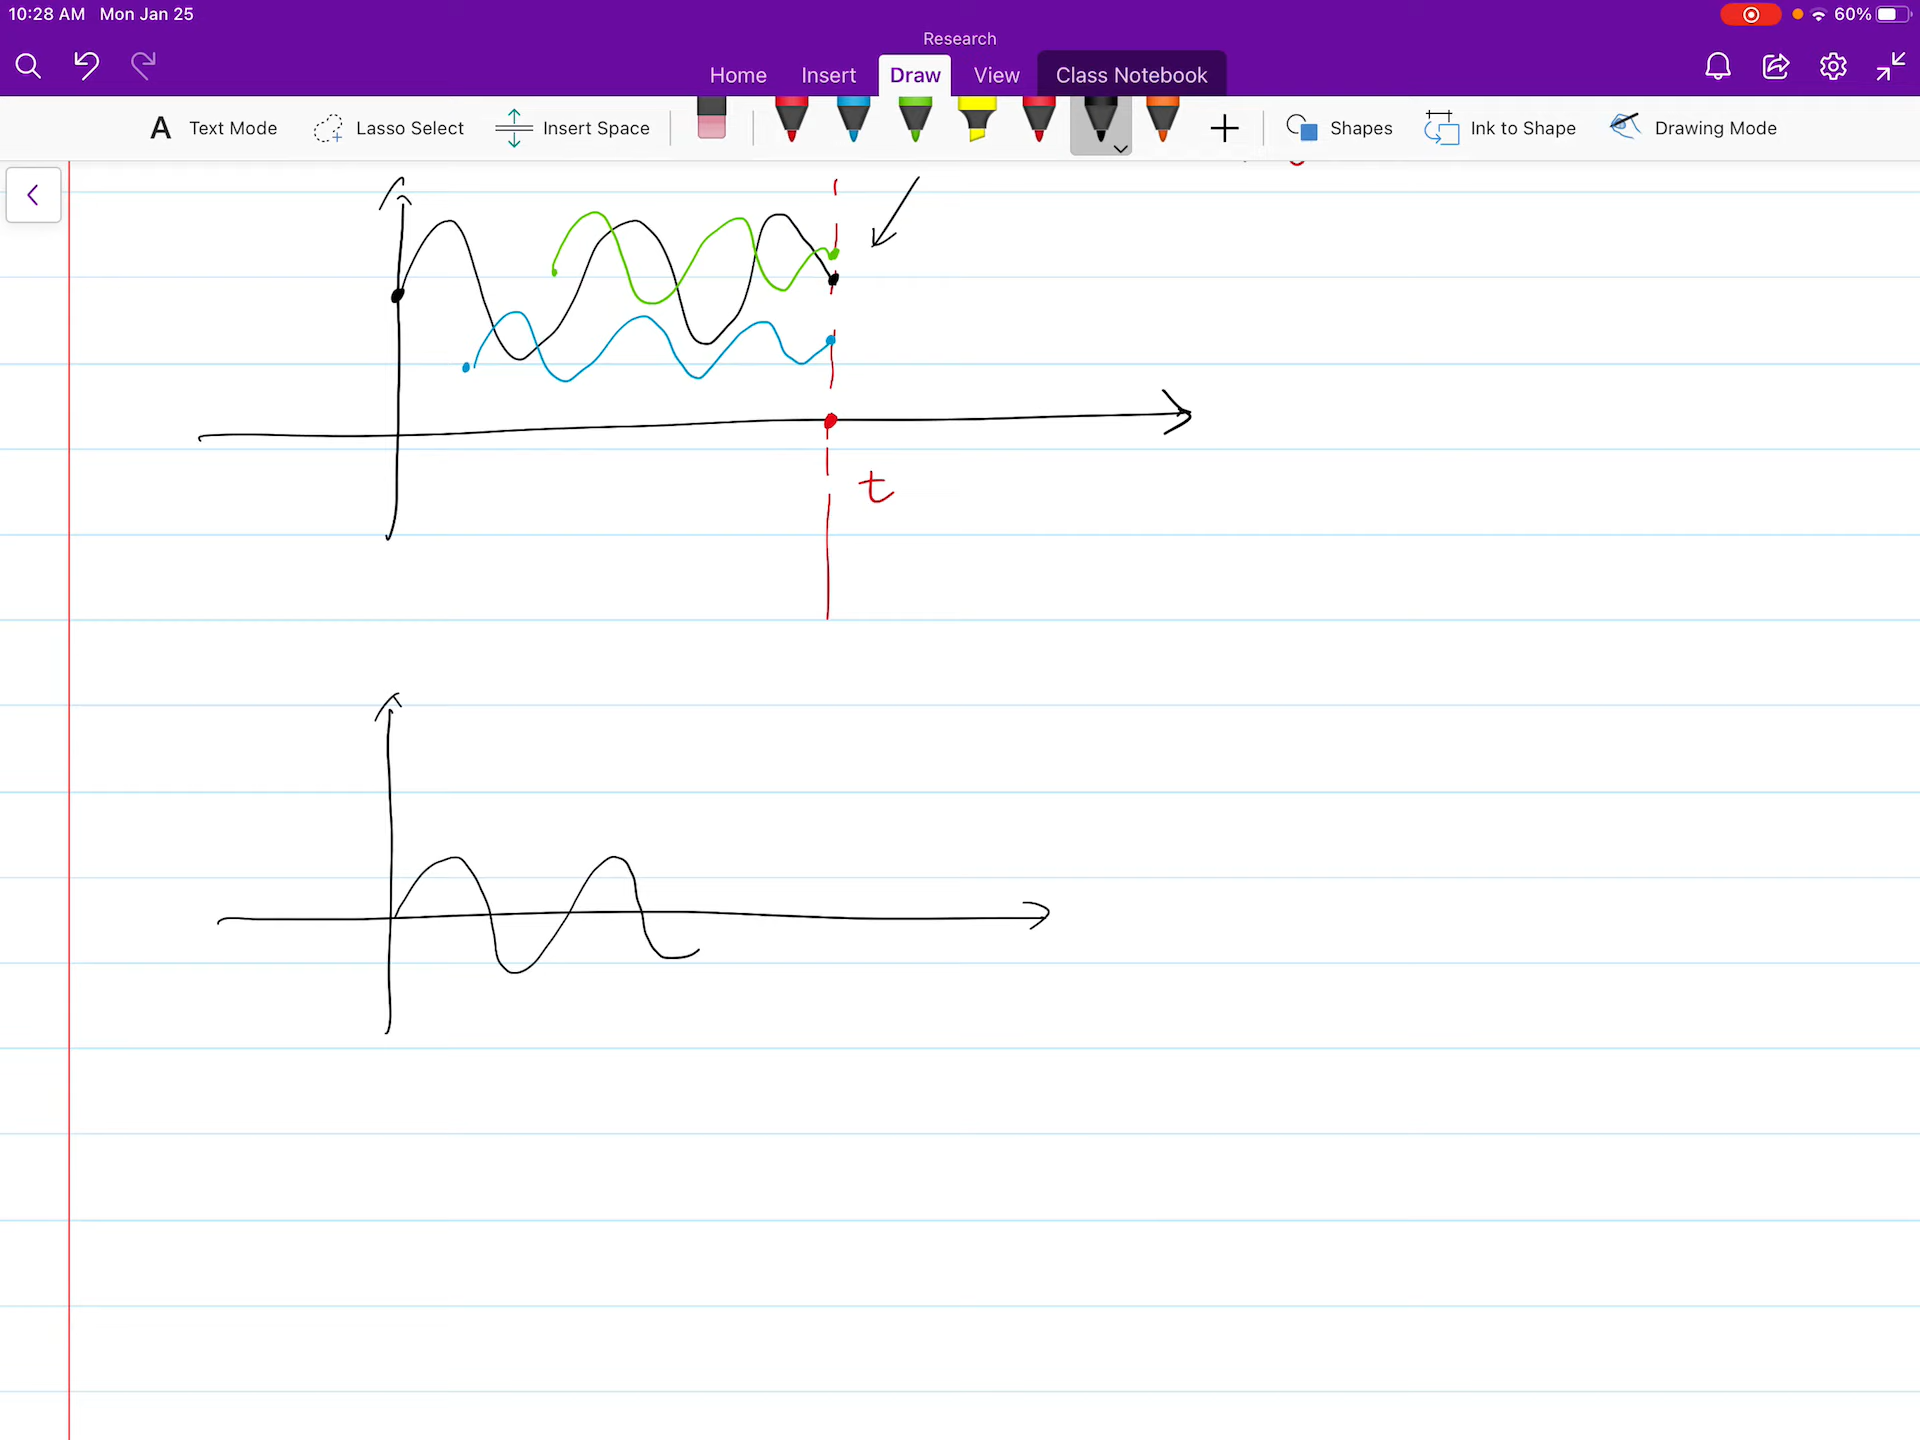 10:28 AM Mon Jan 25
60%
Research
Home Insert Draw View Class Notebook
A Text Mode Lasso Select Insert Space Shapes Ink to Shape Drawing Mode
t